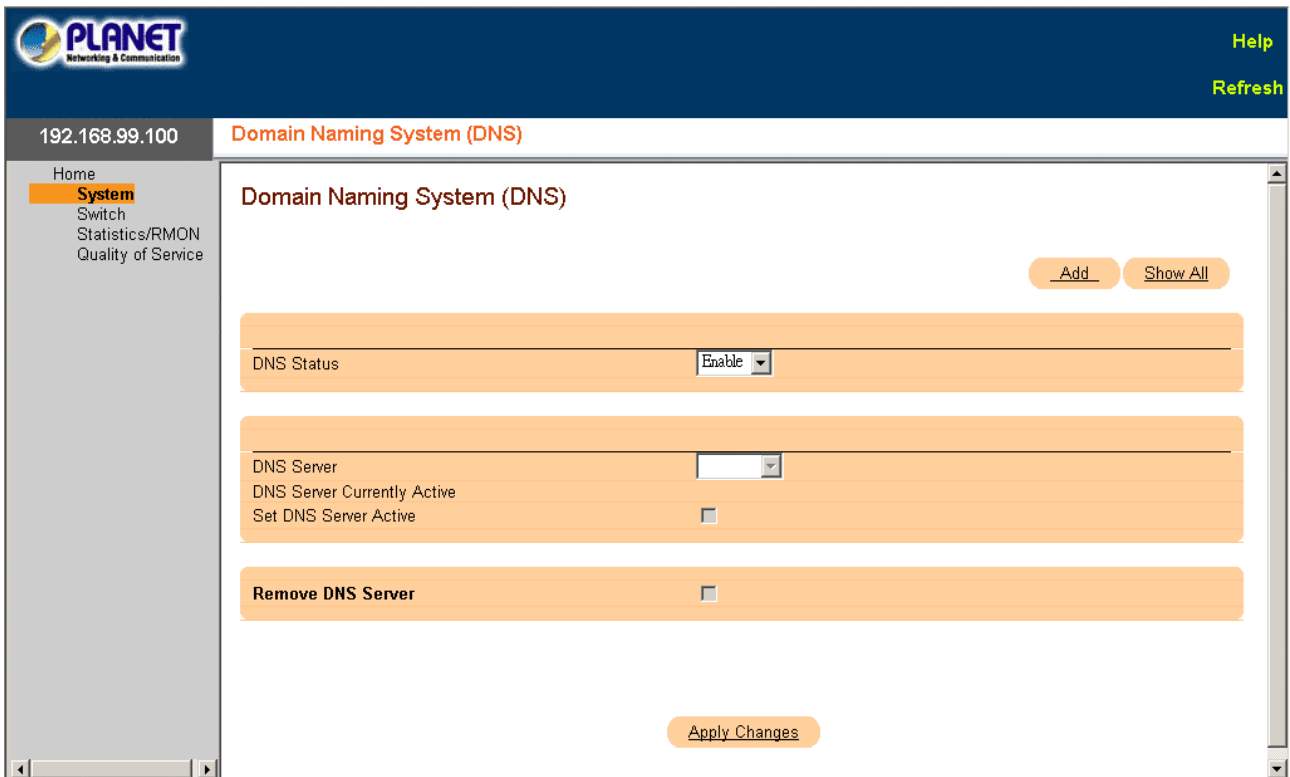 PLANET
Networking & Communication
Help
Refresh
192.168.99.100
Domain Naming System (DNS)
Home
System
Switch
Statistics/RMON
Quality of Service
Domain Naming System (DNS)
Add
Show All
DNS Status
Enable
DNS Server
DNS Server Currently Active
Set DNS Server Active
Remove DNS Server
Apply Changes